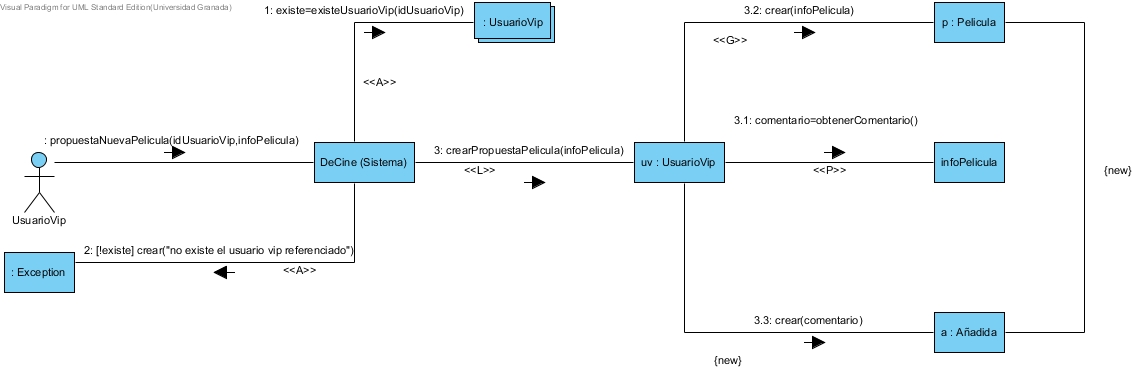 Visual Paradigm for UML Standard Edition(Universidad Granada)
1: existe=existeUsuarioVip(idUsuarioVip)
: UsuarioVip
<<A>>
3.2: crear(infoPelicula)
<<G>>
p : Pelicula
: propuestaNuevaPelicula(idUsuarioVip,infoPelicula)
UsuarioVip
DeCine (Sistema)
3: crearPropuestaPelicula(infoPelicula)
<<L>>
uv : UsuarioVip
3.1: comentario=obtenerComentario()
<<P>>
infoPelicula
{new}
2: [!existe] crear("no existe el usuario vip referenciado")
<<A>>
: Exception
3.3: crear(comentario)
{new}
a : Añadida